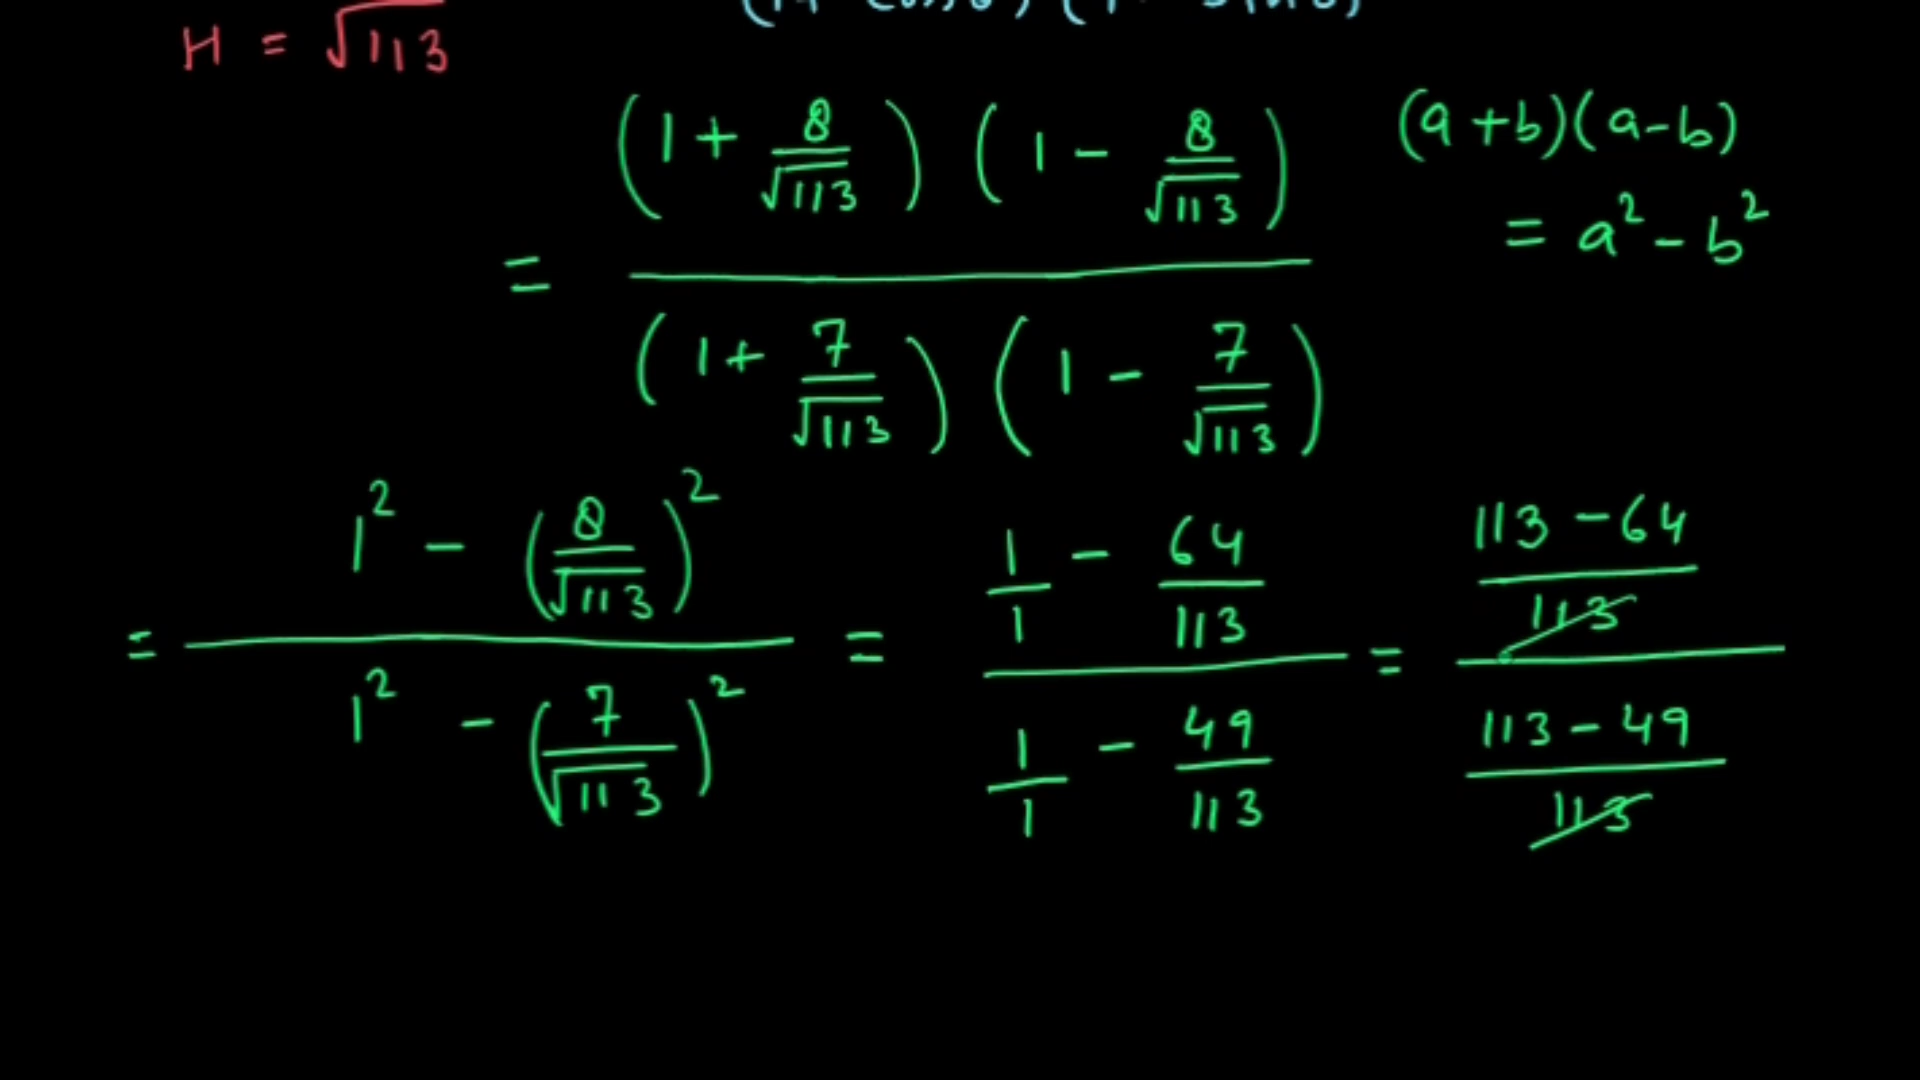 H = √113
(1 + 8/√113) (1 - 8/√113)
(a + b)(a - b)
= a² - b²
=
(1 + 7/√113) (1 - 7/√113)
1² - (8/√113)²
1/1 - 64/113
113 - 64
113
= = =
1² - (7/√113)²
1/1 - 49/113
113 - 49
113